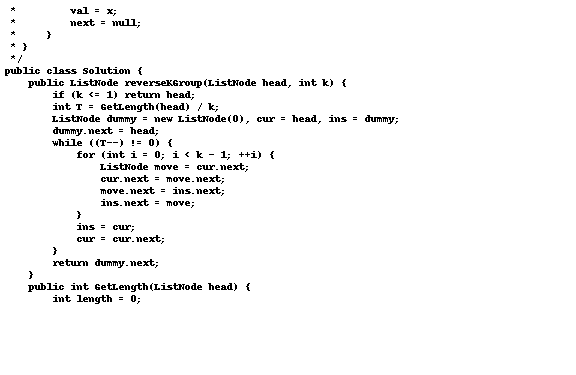 *         val = x;
 *         next = null;
 *     }
 * }
 */
public class Solution {
    public ListNode reverseKGroup(ListNode head, int k) {
        if (k <= 1) return head;
        int T = GetLength(head) / k;
        ListNode dummy = new ListNode(0), cur = head, ins = dummy;
        dummy.next = head;
        while ((T--) != 0) {
            for (int i = 0; i < k - 1; ++i) {
                ListNode move = cur.next;
                cur.next = move.next;
                move.next = ins.next;
                ins.next = move;
            }
            ins = cur;
            cur = cur.next;
        }
        return dummy.next;
    }
    public int GetLength(ListNode head) {
        int length = 0;